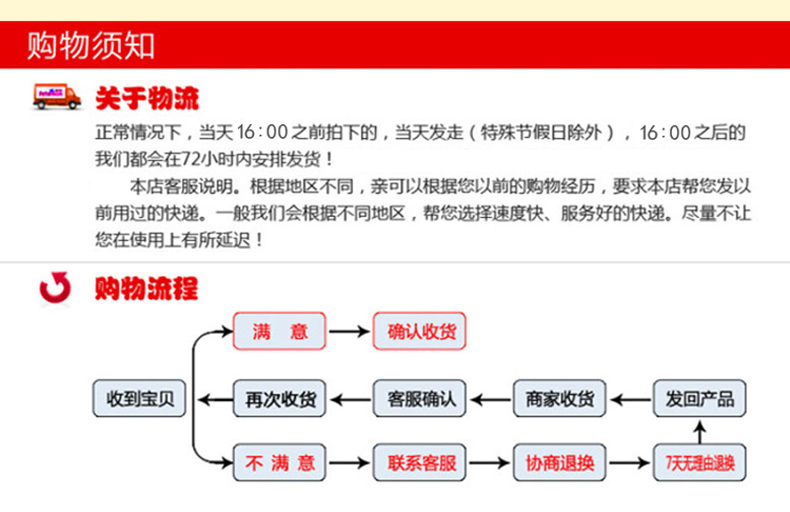 购物须知
关于物流
正常情况下，当天16:00之前拍下的，当天发走（特殊节假日除外），16:00之后的
我们都会在72小时内安排发货！
本店客服说明。根据地区不同，亲可以根据您以前的购物经历，要求本店帮您发以
前用过的快递。一般我们会根据不同地区，帮您选择速度快、服务好的快递。尽量不让
您在使用上有所延迟！
购物流程
满 意
确认收货
收到宝贝
再次收货
客服确认
商家收货
发回产品
不 满 意
联系客服
协商退换
7天无理由退换